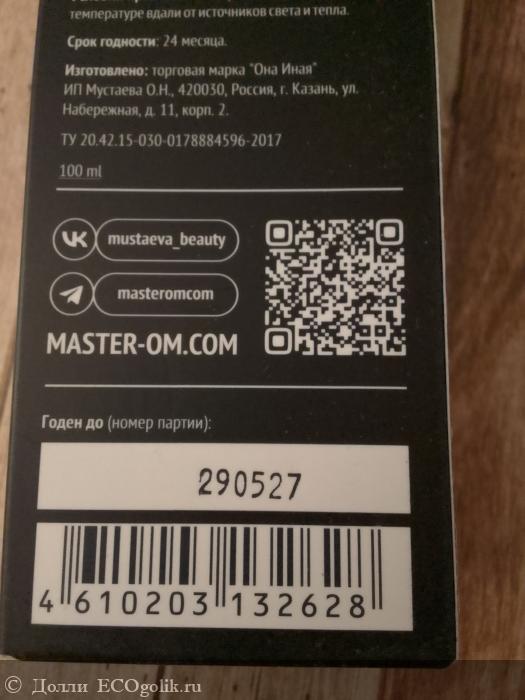 температуре вдали от источников света и тепла.
Срок годности: 24 месяца.
Изготовлено: торговая марка "Она Иная"
ИП Мустаева О.Н., 420030, Россия, г. Казань, ул.
Набережная, д. 11, корп. 2.
ТУ 20.42.15-030-0178884596-2017
100 ml
mustaeva_beauty
masteromcom
MASTER-OM.COM
Годен до (номер партии):
290527
4 610203 132628
© Долли ECOgolik.ru